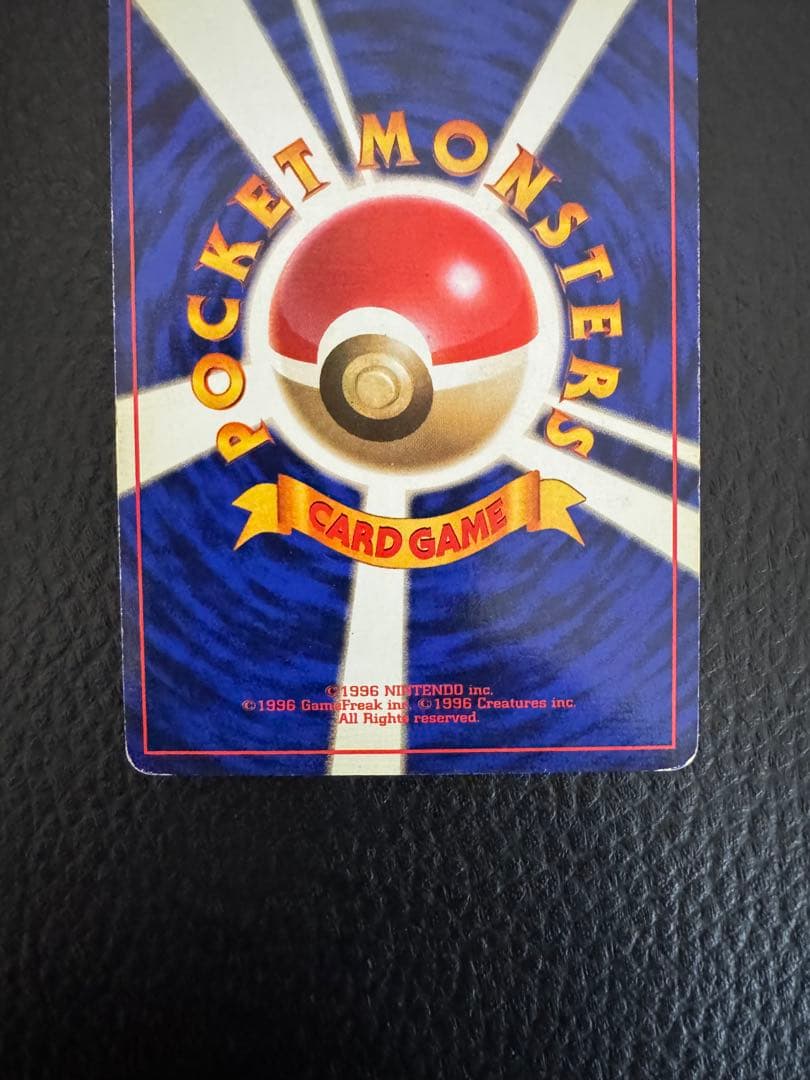 POCKET MONSTERS
CARD GAME
©1996 NINTENDO inc.
©1996 GameFreak inc. ©1996 Creatures inc.
All Rights reserved.